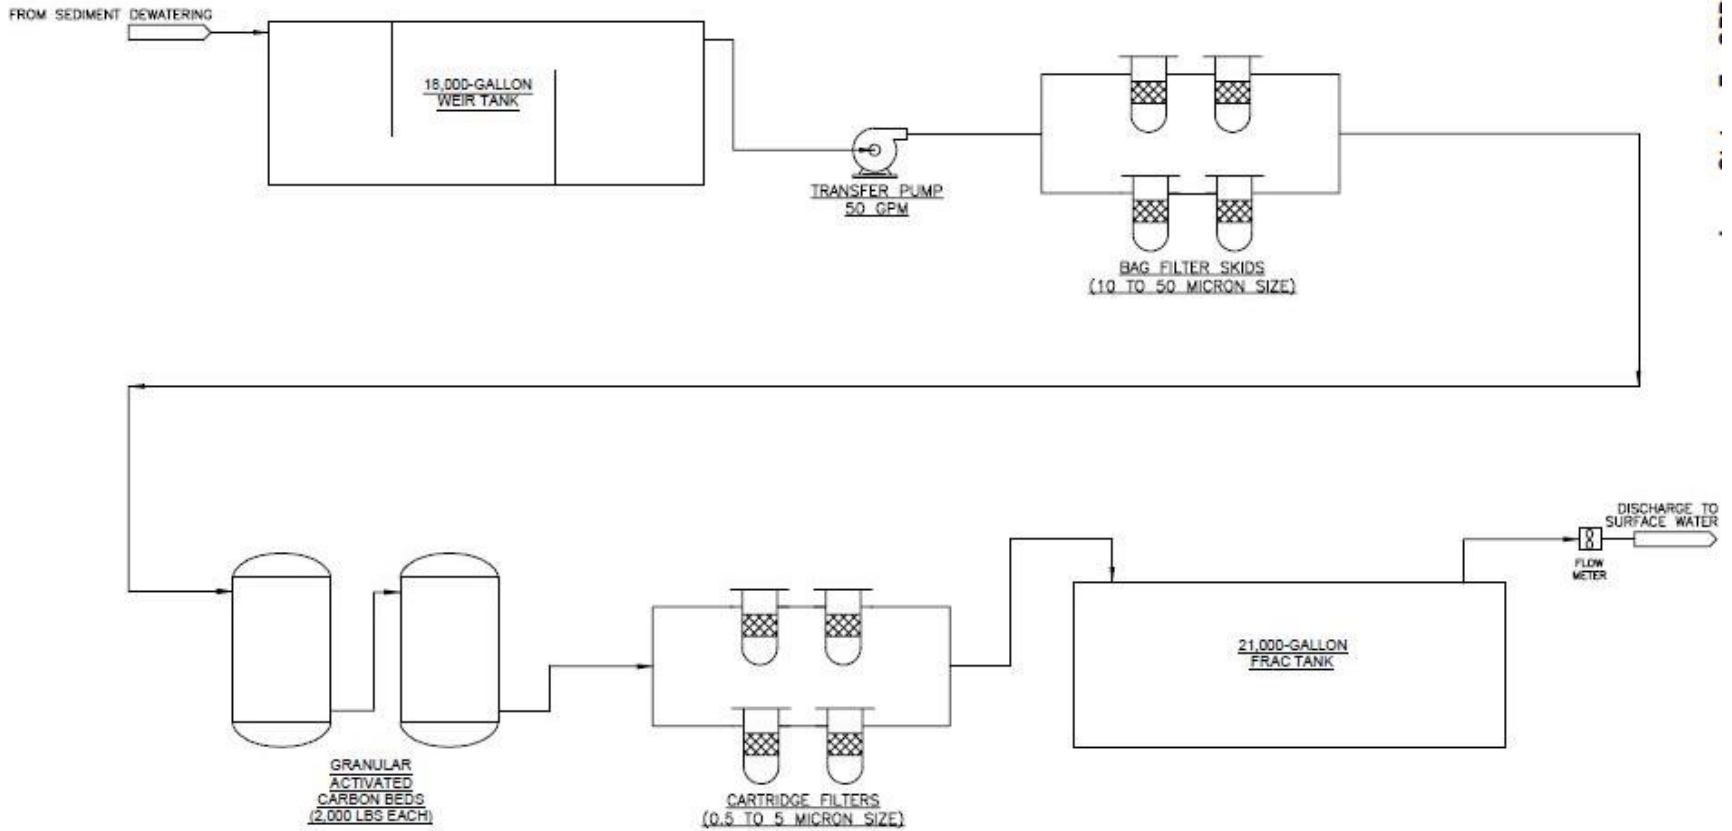 FROM SEDIMENT DEWATERING
18,000-GALLON
WEIR TANK
TRANSFER PUMP
50 GPM
BAG FILTER SKIDS
(10 TO 50 MICRON SIZE)
DISCHARGE TO
SURFACE WATER
FLOW
METER
21,000-GALLON
FRAC TANK
GRANULAR
ACTIVATED
CARBON BEDS
(2,000 LBS EACH)
CARTRIDGE FILTERS
(0.5 TO 5 MICRON SIZE)